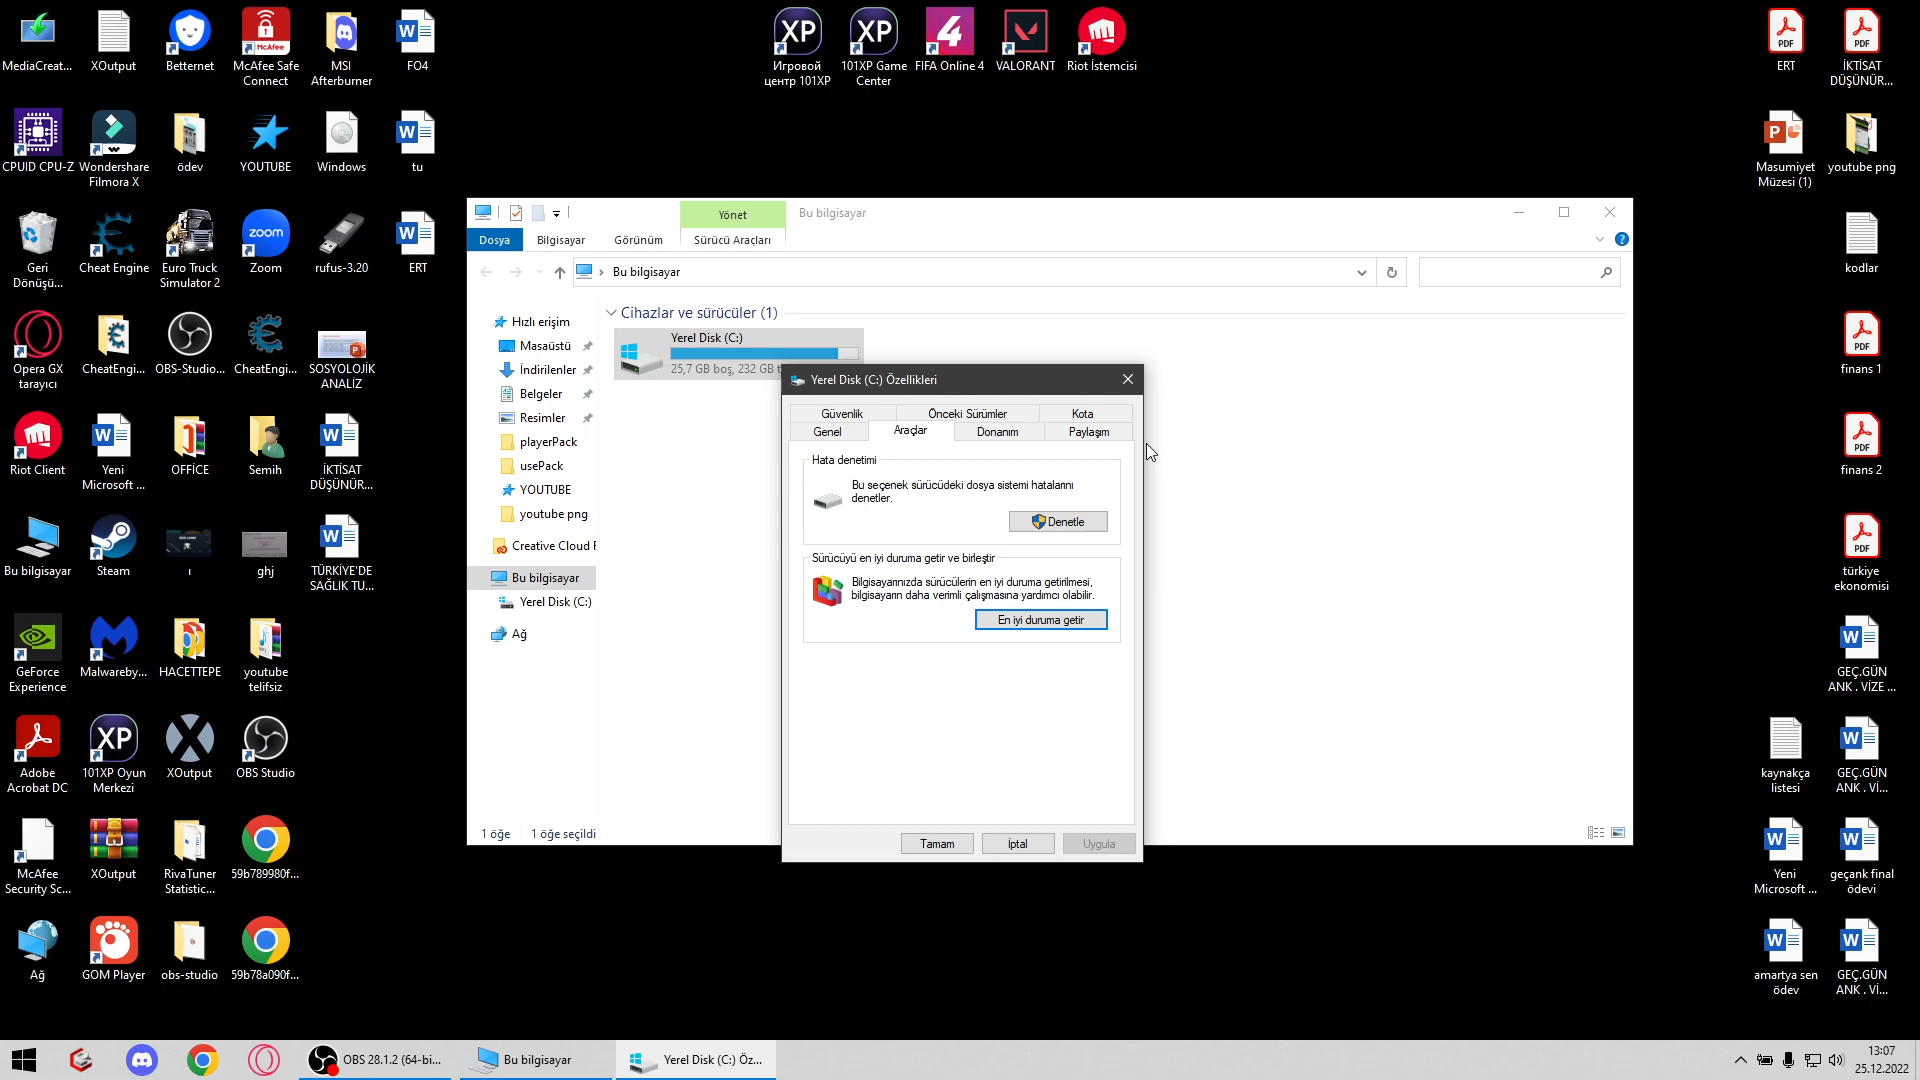 MediaCreat...
XOutput
Betternet
McAfee Safe
Connect
MSI
Afterburner
FO4
Игровой
центр 101XP
101XP Game
Center
FIFA Online 4
VALORANT
Riot İstemcisi
ERT
İKTİSAT
DÜŞÜNÜR...
CPUID CPU-Z
Wondershare
Filmora X
ödev
YOUTUBE
Windows
tu
Masumiyet
Müzesi (1)
youtube png
Geri
Dönüşü...
Cheat Engine
Euro Truck
Simulator 2
Zoom
rufus-3.20
ERT
kodlar
Opera GX
tarayıcı
CheatEngi...
OBS-Studio...
CheatEngi...
SOSYOLOJİK
ANALİZ
finans 1
Riot Client
Yeni
Microsoft ...
OFFİCE
Semih
İKTİSAT
DÜŞÜNÜR...
finans 2
Bu bilgisayar
Steam
ı
ghj
TÜRKİYE'DE
SAĞLIK TU...
türkiye
ekonomisi
GeForce
Experience
Malwareby...
HACETTEPE
youtube
telifsiz
GEÇ.GÜN
ANK . VİZE ...
Adobe
Acrobat DC
101XP Oyun
Merkezi
XOutput
OBS Studio
kaynakça
listesi
GEÇ.GÜN
ANK . Vİ...
McAfee
Security Sc...
XOutput
RivaTuner
Statistic...
59b789980f...
Yeni
Microsoft ...
geçank final
ödevi
Ağ
GOM Player
obs-studio
59b78a090f...
amartya sen
ödev
GEÇ.GÜN
ANK . Vİ...
Yönet
Bu bilgisayar
Dosya
Bilgisayar
Görünüm
Sürücü Araçları
Bu bilgisayar
Hızlı erişim
Masaüstü
İndirilenler
Belgeler
Resimler
playerPack
usePack
YOUTUBE
youtube png
Creative Cloud F
Bu bilgisayar
Yerel Disk (C:)
Ağ
Cihazlar ve sürücüler (1)
Yerel Disk (C:)
25,7 GB boş, 232 GB t
1 öğe
1 öğe seçildi
Yerel Disk (C:) Özellikleri
Güvenlik
Önceki Sürümler
Kota
Genel
Araçlar
Donanım
Paylaşım
Hata denetimi
Bu seçenek sürücüdeki dosya sistemi hatalarını
denetler.
Denetle
Sürücüyü en iyi duruma getir ve birleştir
Bilgisayarınızda sürücülerin en iyi duruma getirilmesi,
bilgisayarın daha verimli çalışmasına yardımcı olabilir.
En iyi duruma getir
Tamam
İptal
Uygula
OBS 28.1.2 (64-bi...
Bu bilgisayar
Yerel Disk (C:) Öz...
13:07
25.12.2022